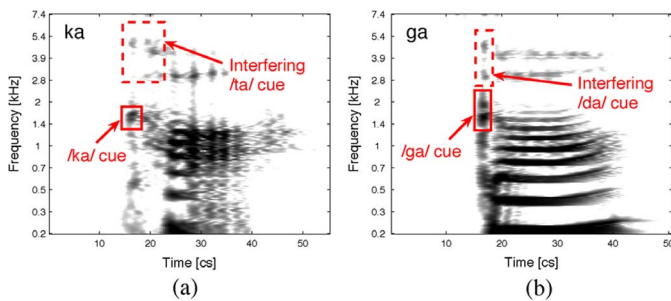 ka
Frequency [kHz]
7.4
5.4
3.9
2.8
2
1.4
1
0.7
0.5
0.3
0.2
Interfering
/ta/ cue
/ka/ cue
10 20 30 40 50
Time [cs]
(a)
ga
Frequency [kHz]
7.4
5.4
3.9
2.8
2
1.4
1
0.7
0.5
0.3
0.2
Interfering
/da/ cue
/ga/ cue
10 20 30 40 50
Time [cs]
(b)